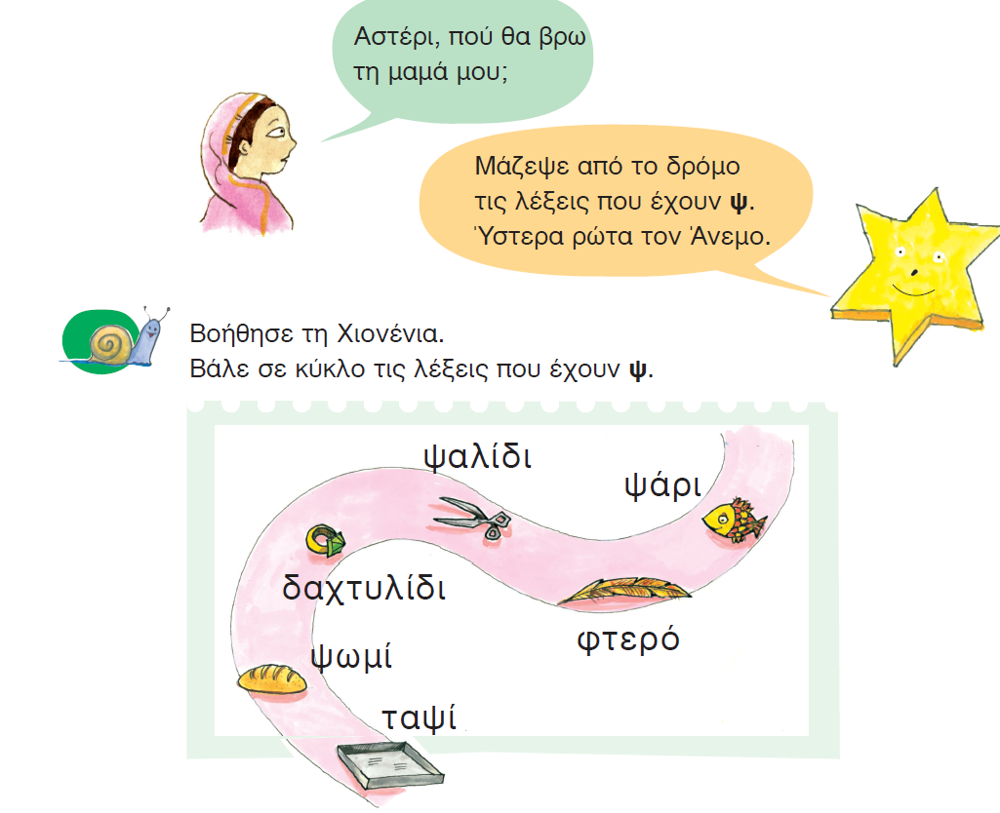 Αστέρι, πού θα βρω
τη μαμά μου;
Μάζεψε από το δρόμο
τις λέξεις που έχουν ψ.
Ύστερα ρώτα τον Άνεμο.
Βοήθησε τη Χιονένια.
Βάλε σε κύκλο τις λέξεις που έχουν ψ.
ψαλίδι
ψάρι
δαχτυλίδι
φτερό
ψωμί
ταψί